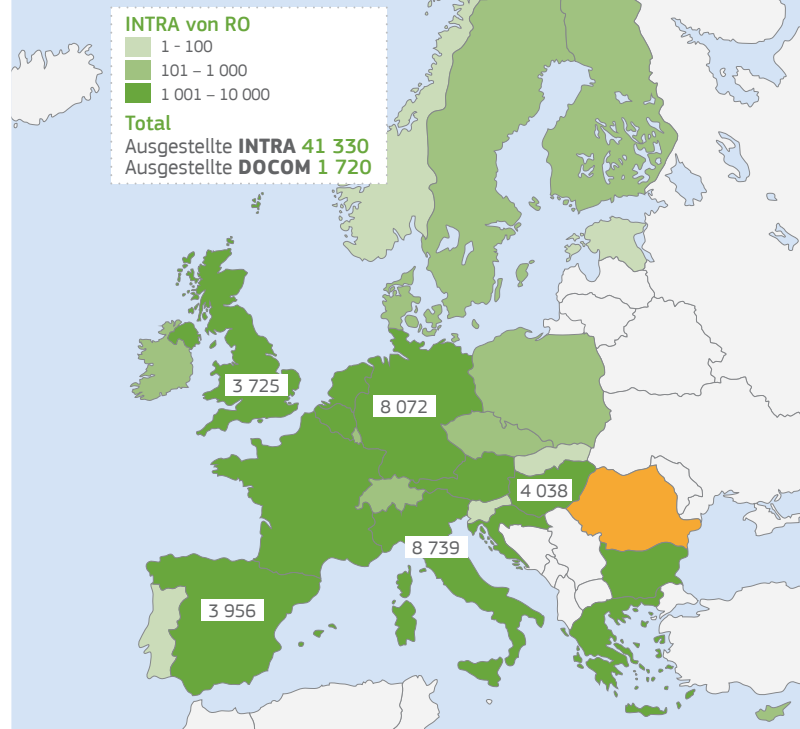 INTRA von RO
1 - 100
101 – 1 000
1 001 – 10 000
Total
Ausgestellte INTRA 41 330
Ausgestellte DOCOM 1 720
3 725
8 072
4 038
8 739
3 956